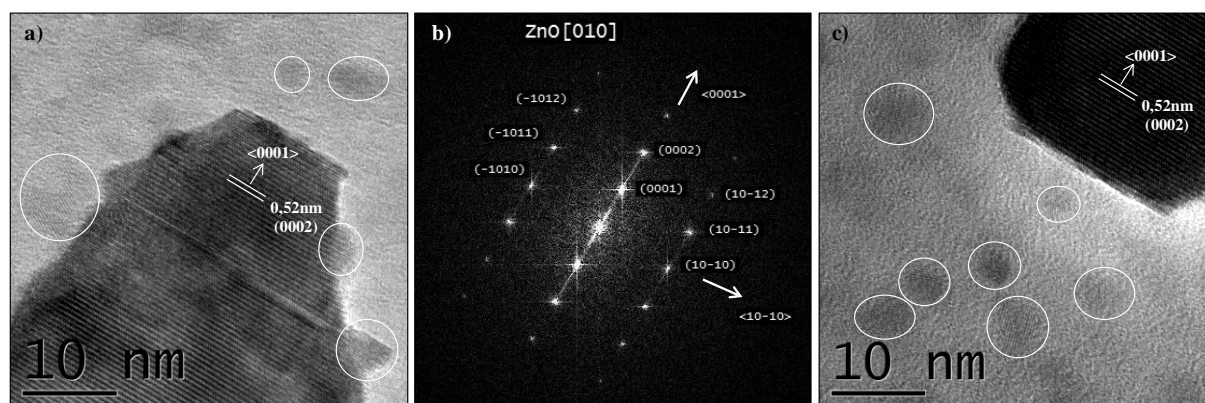 a)
<0001>
0,52nm
(0002)
10 nm
b)
ZnO[010]
<0001>
(-1012)
(-1011)
(0002)
(-1010)
(0001)
(10-12)
(10-11)
(10-10)
<10-10>
c)
<0001>
0,52nm
(0002)
10 nm